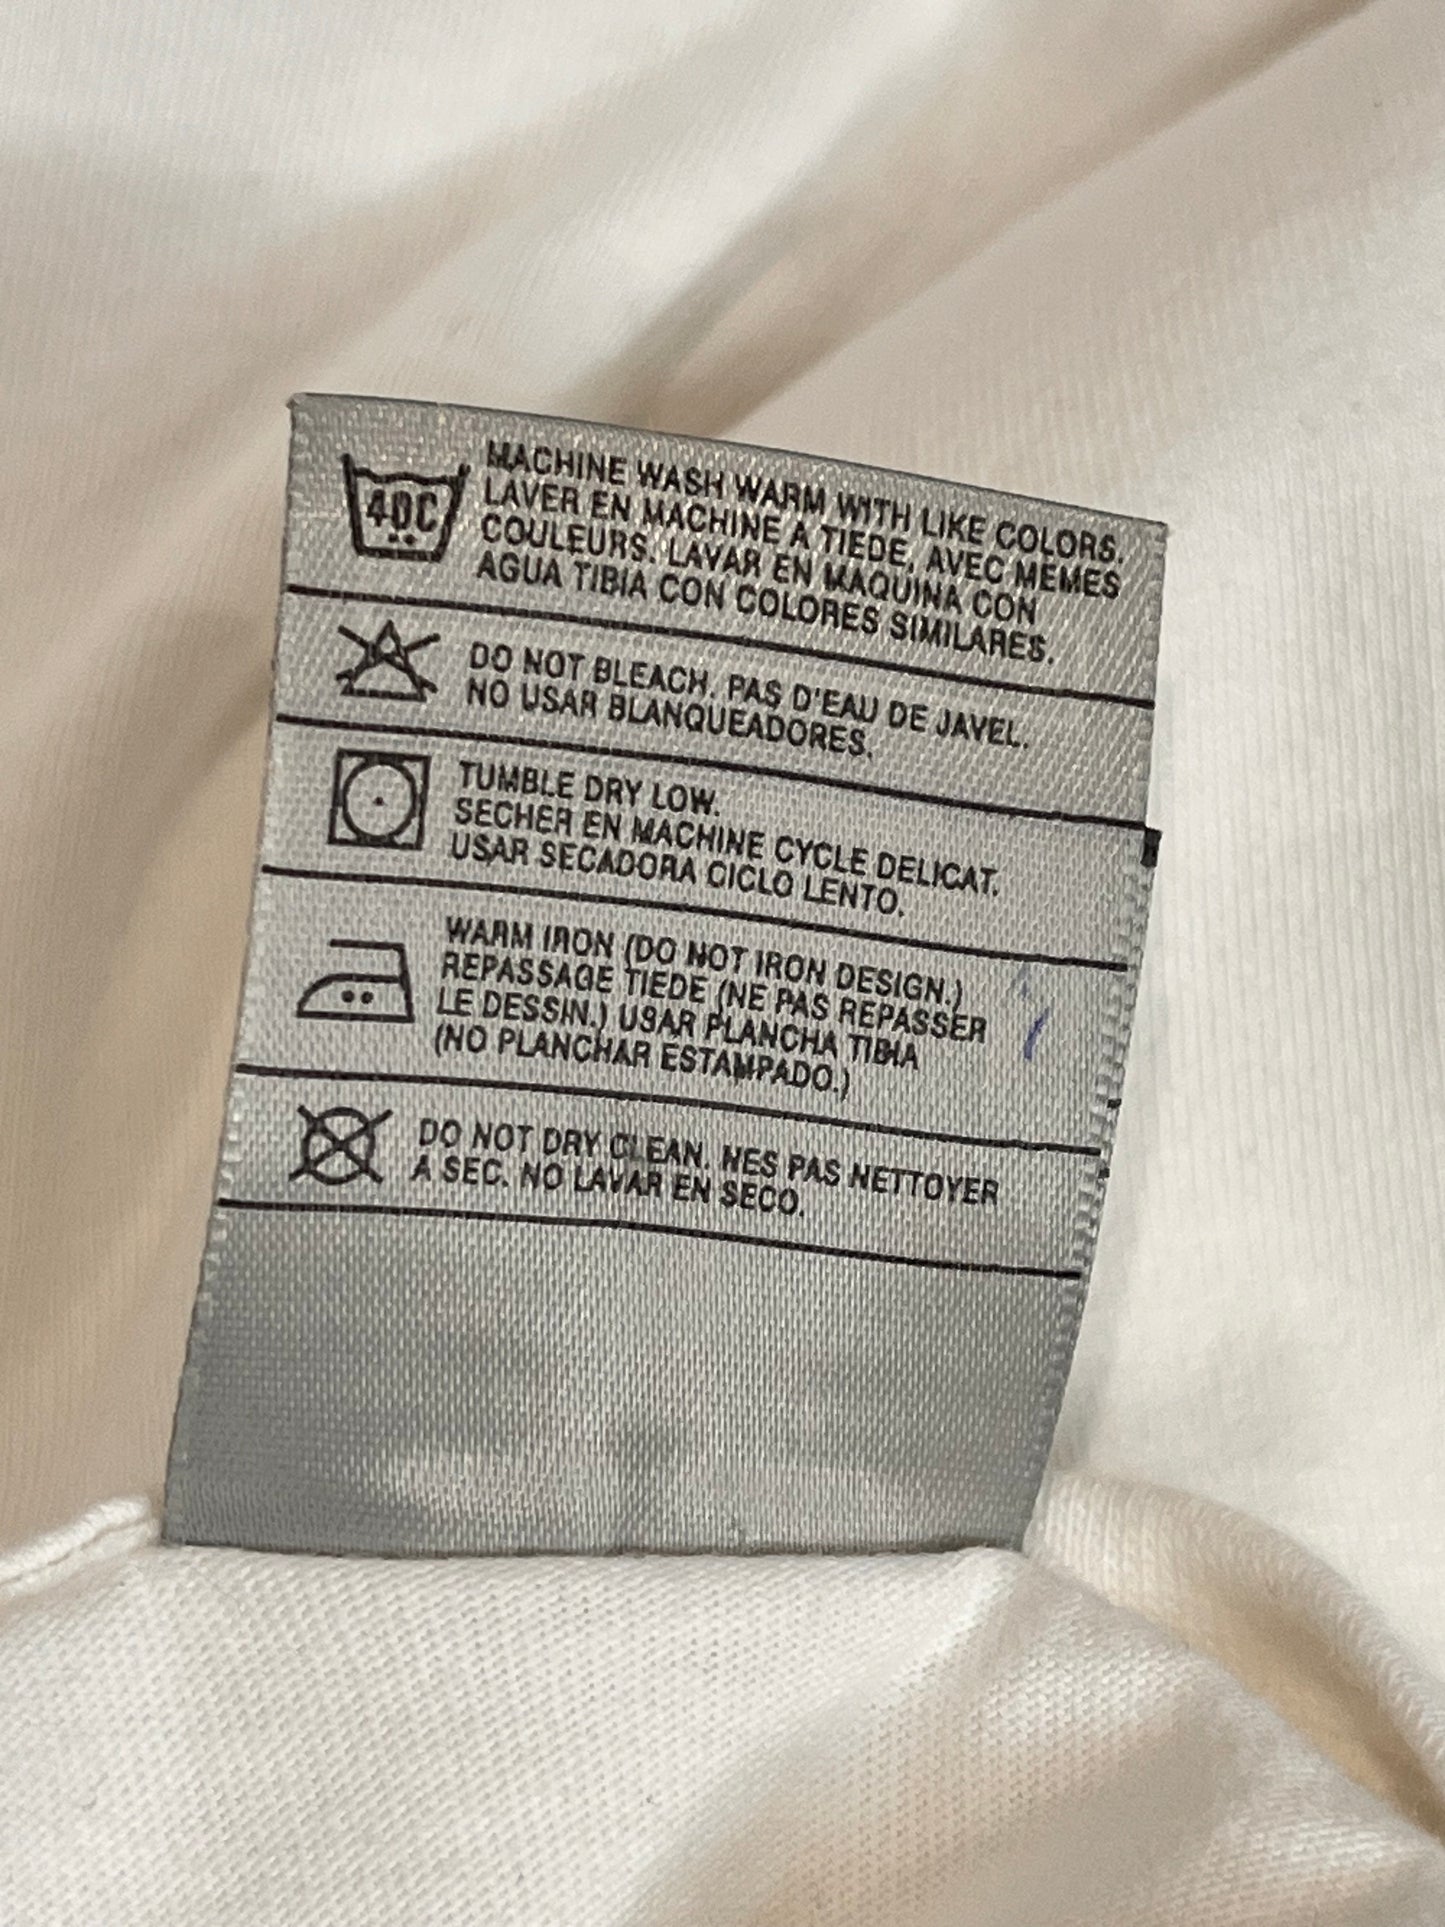 40C
MACHINE WASH WARM WITH LIKE COLORS.
LAVER EN MACHINE A TIEDE, AVEC MEMES
COULEURS. LAVAR EN MAQUINA CON
AGUA TIBIA CON COLORES SIMILARES.
DO NOT BLEACH. PAS D'EAU DE JAVEL.
NO USAR BLANQUEADORES.
TUMBLE DRY LOW.
SECHER EN MACHINE CYCLE DELICAT.
USAR SECADORA CICLO LENTO.
WARM IRON (DO NOT IRON DESIGN.)
REPASSAGE TIEDE (NE PAS REPASSER
LE DESSIN.) USAR PLANCHA TIBIA
(NO PLANCHAR ESTAMPADO.)
DO NOT DRY CLEAN. NES PAS NETTOYER
A SEC. NO LAVAR EN SECO.